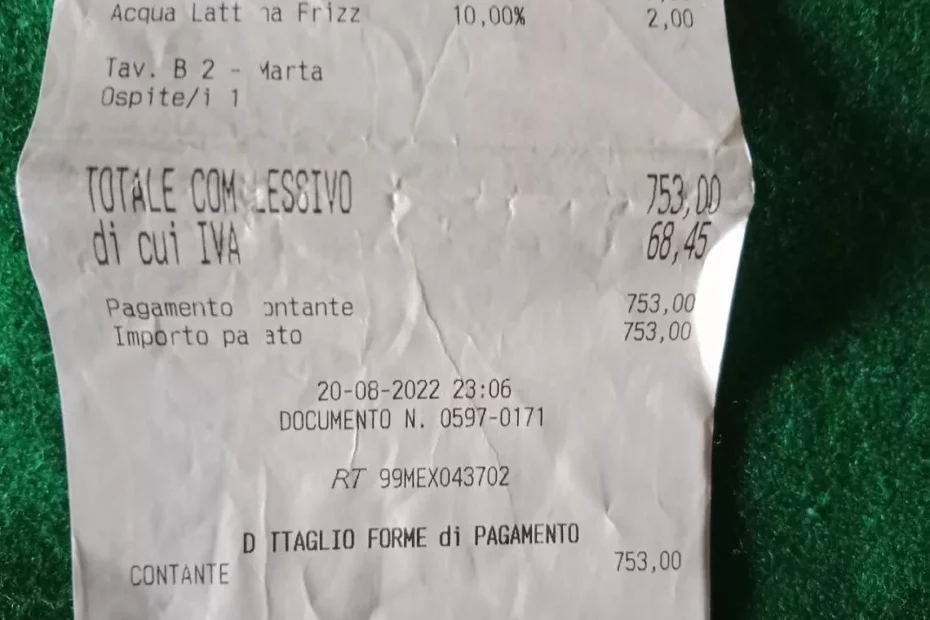 Acqua Latt na Frizz 10,00% 2,00
Tav. B 2 - Marta
Ospite/i 1
TOTALE COM LESSIVO 753,00
di cui IVA 68,45
Pagamento ontante 753,00
Importo pa ato 753,00
20-08-2022 23:06
DOCUMENTO N. 0597-0171
RT 99MEX043702
D TTAGLIO FORME di PAGAMENTO
CONTANTE 753,00